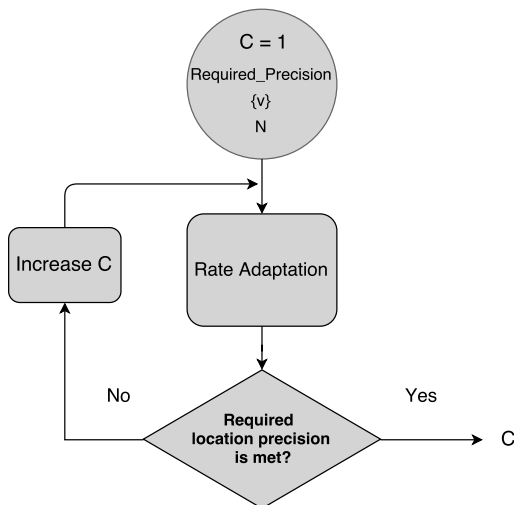 C = 1
Required_Precision
{v}
N
Increase C
Rate Adaptation
No
Yes
Required
location precision
is met?
C